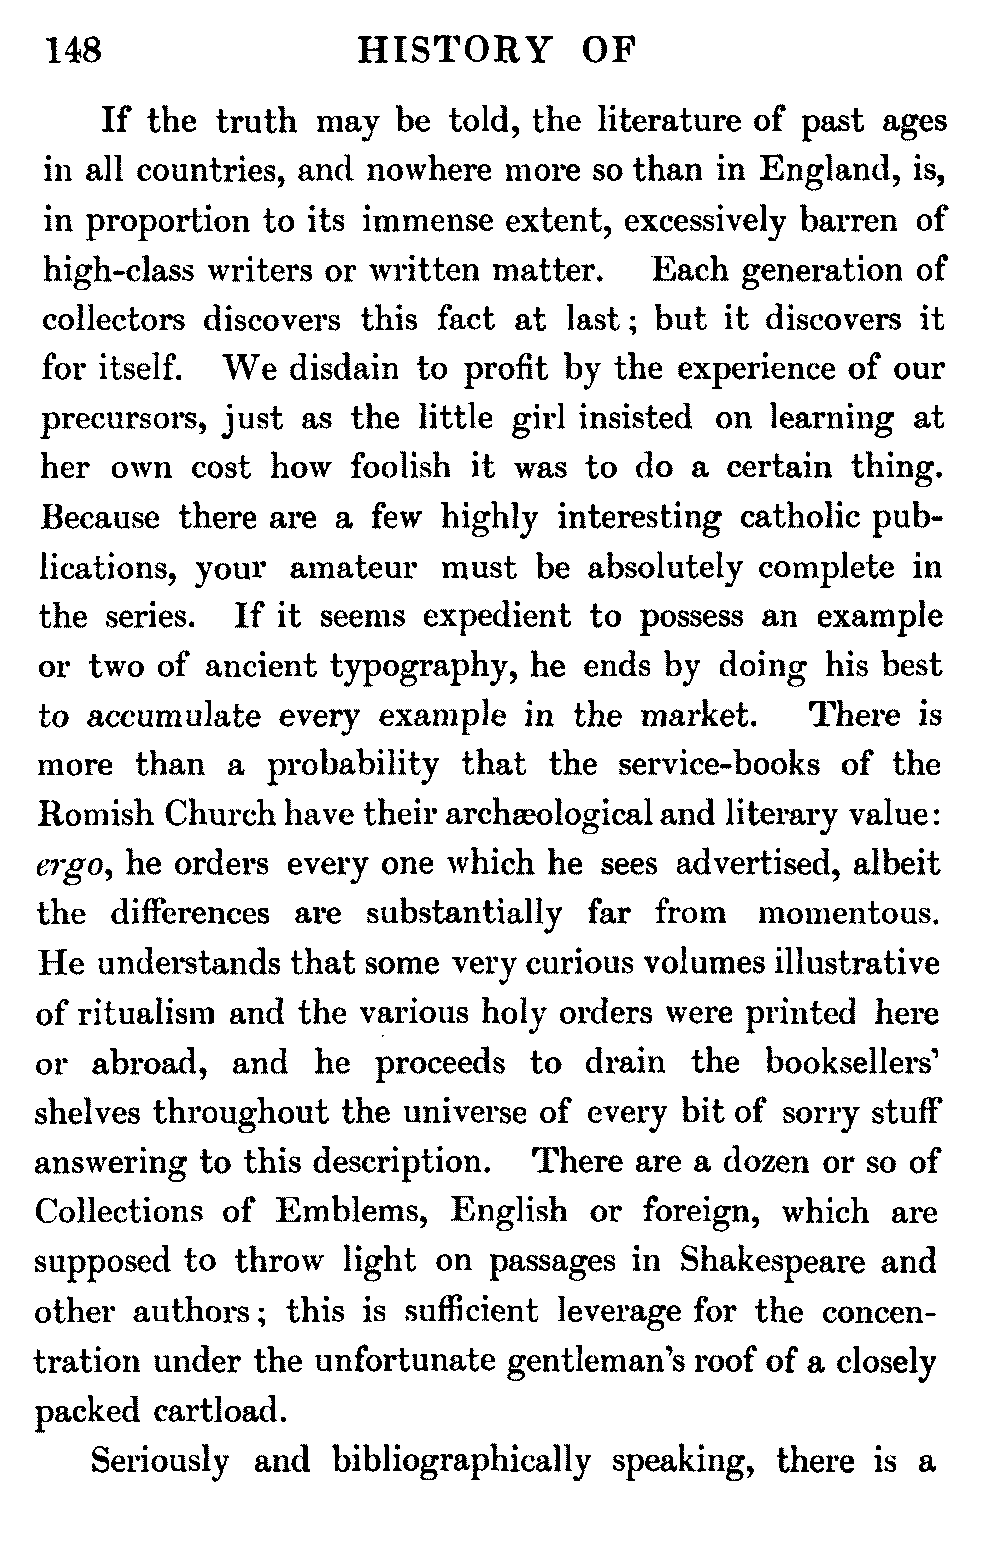 148 HISTORY OF
If the truth may be told, the literature of past ages
in all countries, and nowhere more so than in England, is,
in proportion to its immense extent, excessively barren of
high-class writers or written matter. Each generation of
collectors discovers this fact at last; but it discovers it
for itself. We disdain to profit by the experience of our
precursors, just as the little girl insisted on learning at
her own cost how foolish it was to do a certain thing.
Because there are a few highly interesting catholic pub-
lications, your amateur must be absolutely complete in
the series. If it seems expedient to possess an example
or two of ancient typography, he ends by doing his best
to accumulate every example in the market. There is
more than a probability that the service-books of the
Romish Church have their archæological and literary value:
ergo, he orders every one which he sees advertised, albeit
the differences are substantially far from momentous.
He understands that some very curious volumes illustrative
of ritualism and the various holy orders were printed here
or abroad, and he proceeds to drain the booksellers'
shelves throughout the universe of every bit of sorry stuff
answering to this description. There are a dozen or so of
Collections of Emblems, English or foreign, which are
supposed to throw light on passages in Shakespeare and
other authors; this is sufficient leverage for the concen-
tration under the unfortunate gentleman's roof of a closely
packed cartload.
Seriously and bibliographically speaking, there is a